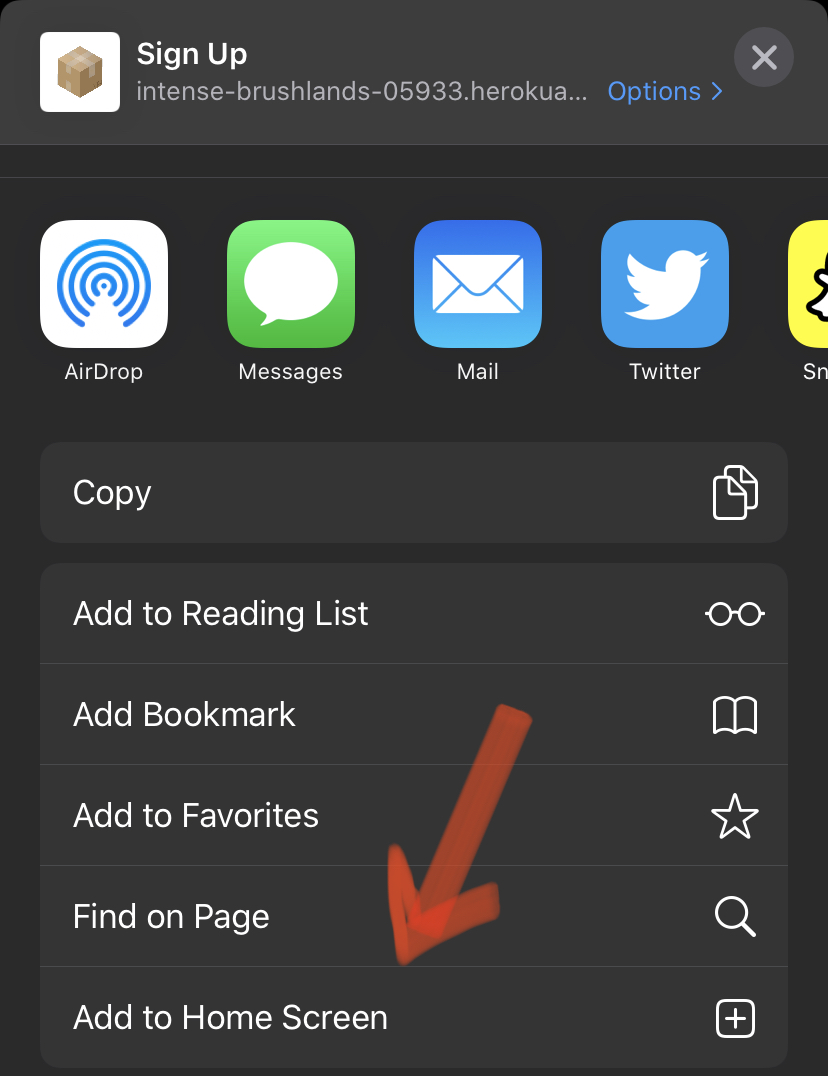 Sign Up
intense-brushlands-05933.herokua... Options
AirDrop Messages Mail Twitter Sn
Copy
Add to Reading List
Add Bookmark
Add to Favorites
Find on Page
Add to Home Screen